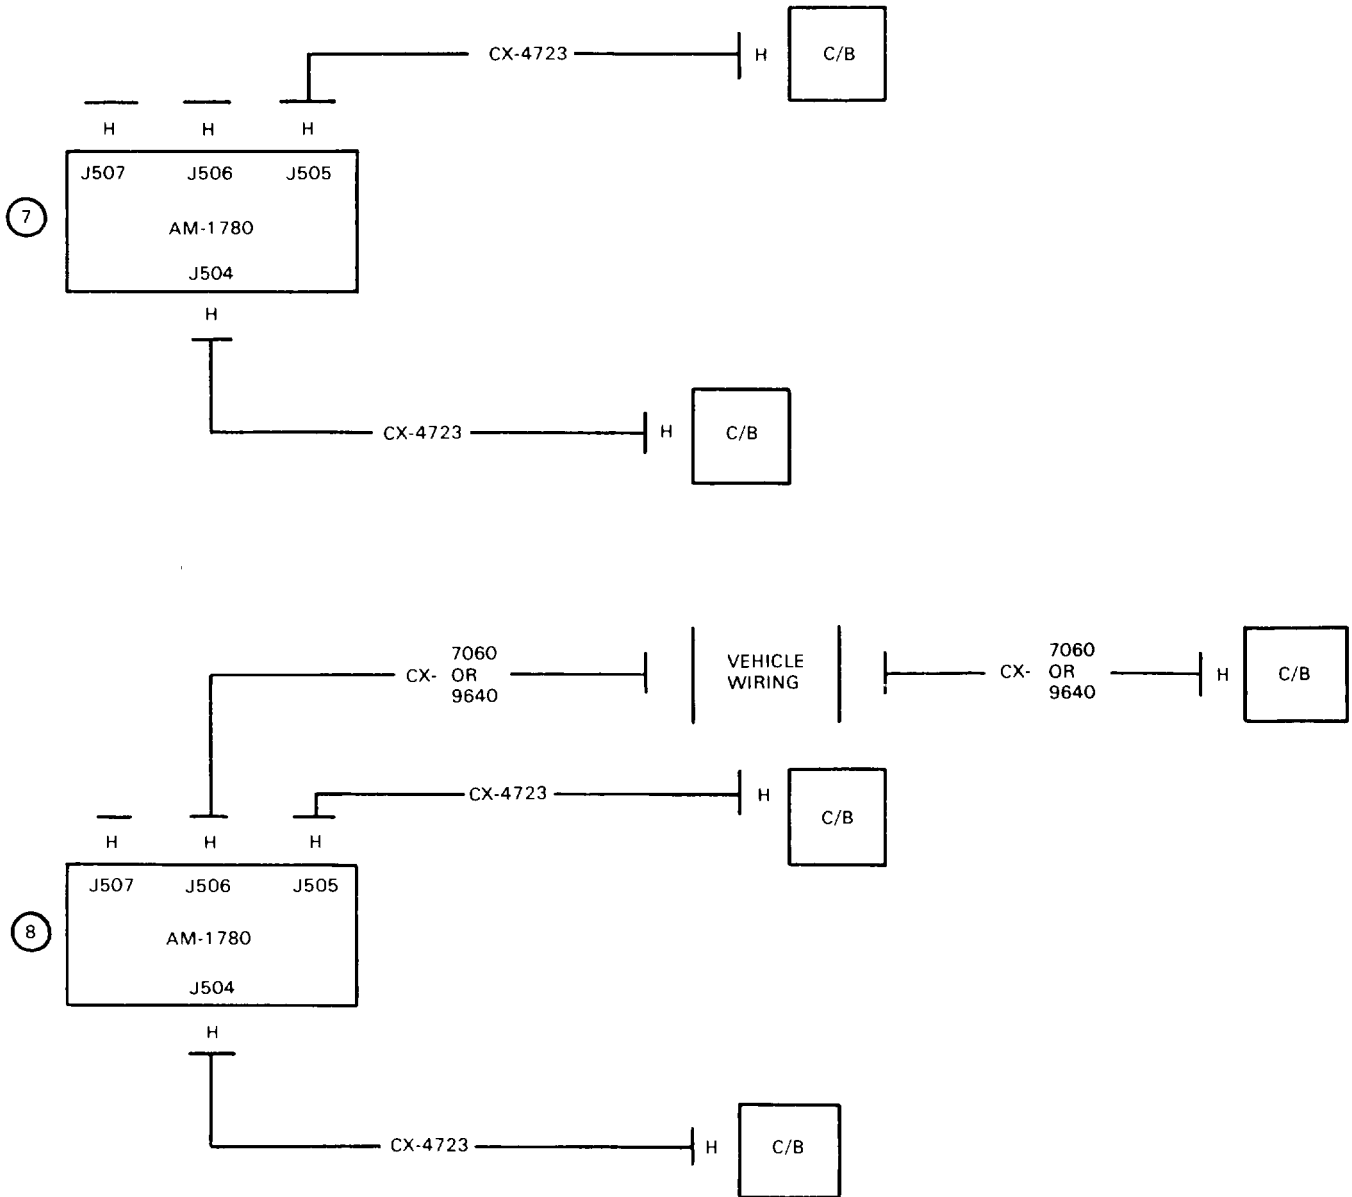 CX-4723 H C/B
H H H
J507 J506 J505
7
AM-1780
J504
H
CX-4723 H C/B
CX- 7060 OR 9640 VEHICLE WIRING CX- 7060 OR 9640 H C/B
CX-4723 H C/B
H H H
J507 J506 J505
8
AM-1780
J504
H
CX-4723 H C/B